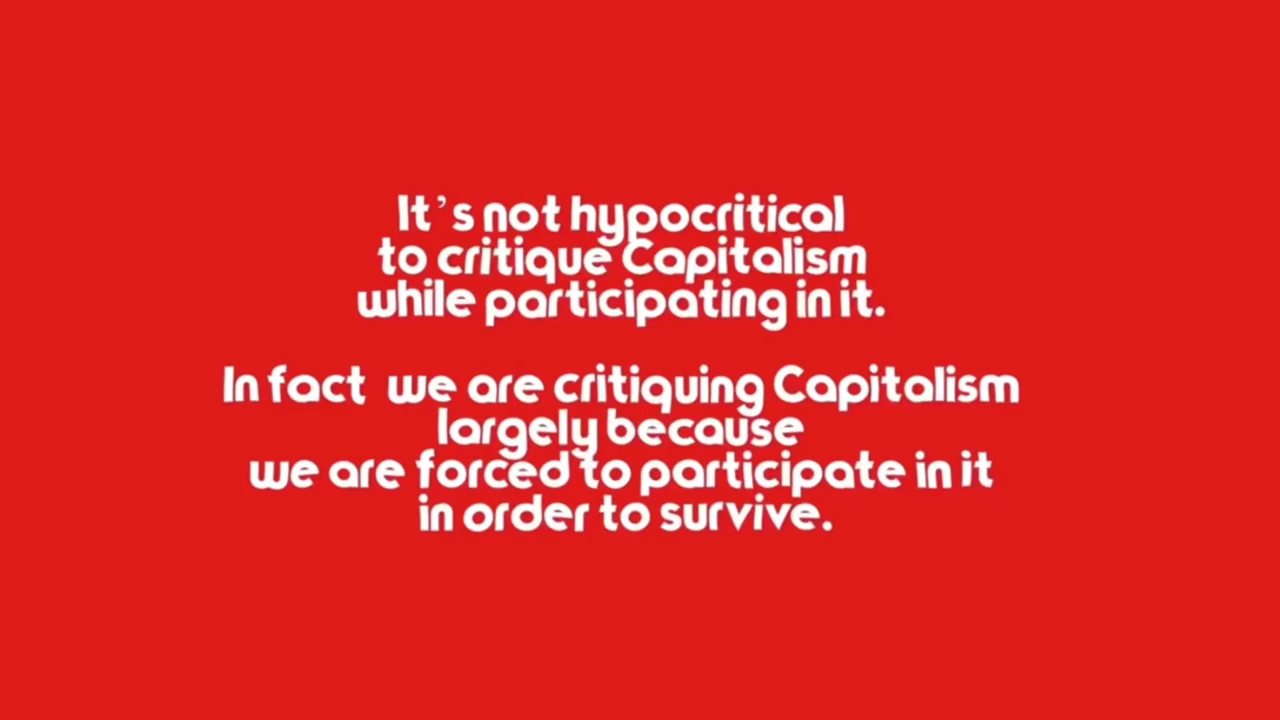 It's not hypocritical
to critique Capitalism
while participating in it.
In fact we are critiquing Capitalism
largely because
we are forced to participate in it
in order to survive.